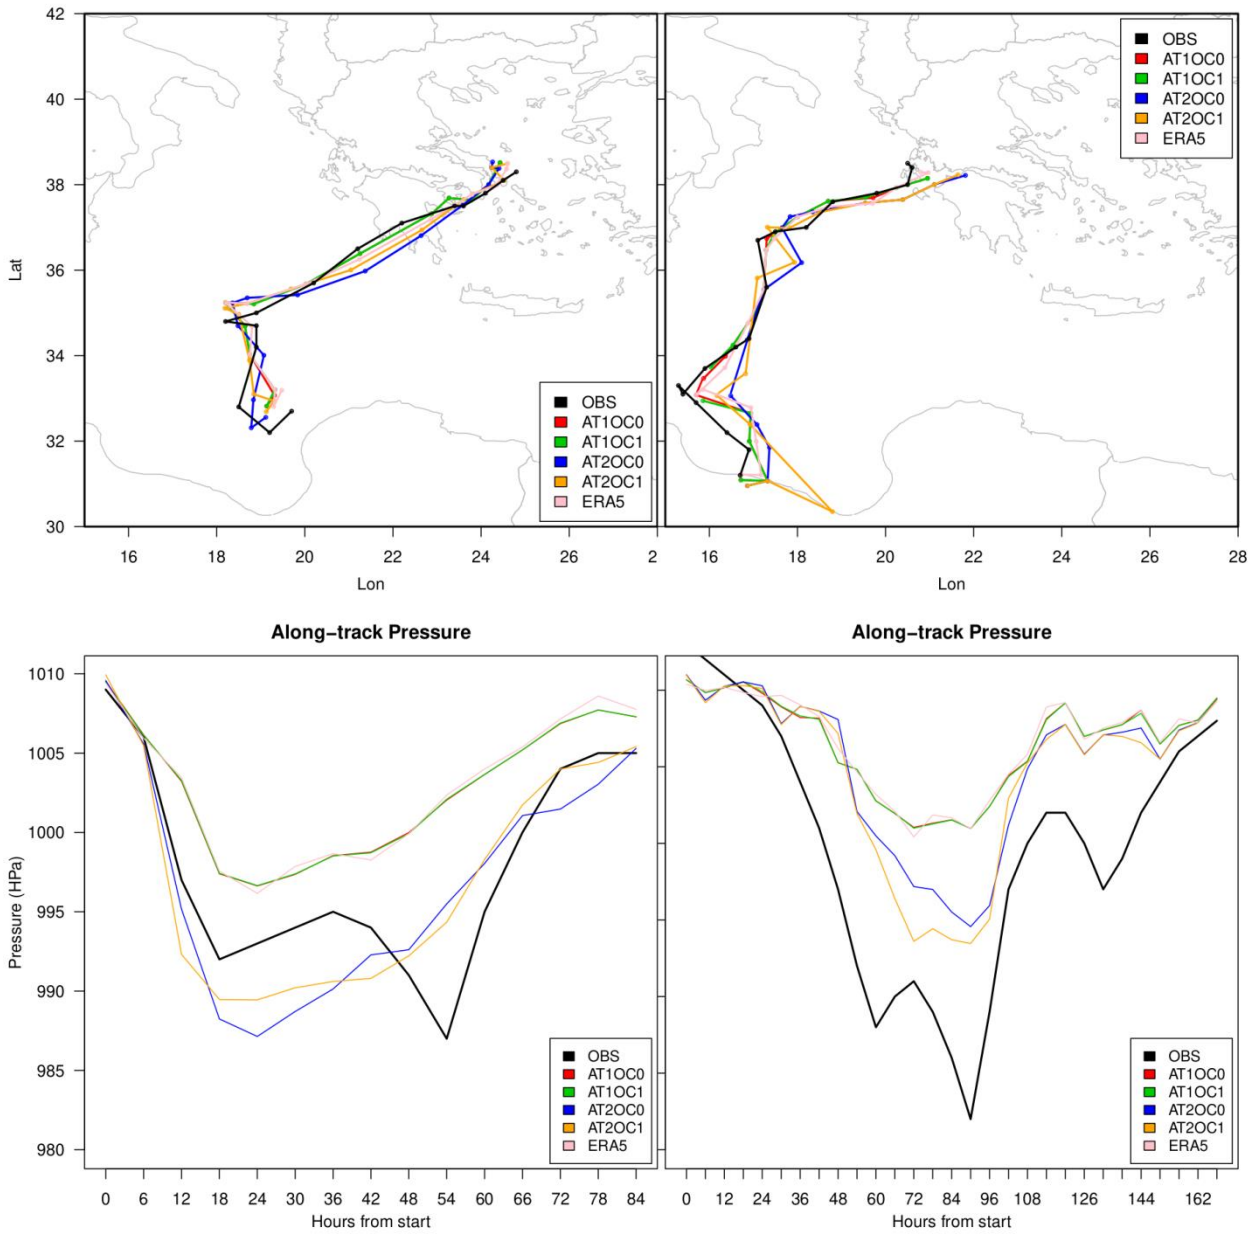 42
40
38
36
34
32
30
Lat
16
18
20
22
24
26
2
Lon
OBS
AT1OC0
AT1OC1
AT2OC0
AT2OC1
ERA5
16
18
20
22
24
26
28
Lon
OBS
AT1OC0
AT1OC1
AT2OC0
AT2OC1
ERA5
Along−track Pressure
1010
1005
1000
995
990
985
980
Pressure (HPa)
0 6 12 18 24 30 36 42 48 54 60 66 72 78 84
Hours from start
OBS
AT1OC0
AT1OC1
AT2OC0
AT2OC1
ERA5
Along−track Pressure
0 12 24 36 48 60 72 84 96 108 126 144 162
Hours from start
OBS
AT1OC0
AT1OC1
AT2OC0
AT2OC1
ERA5